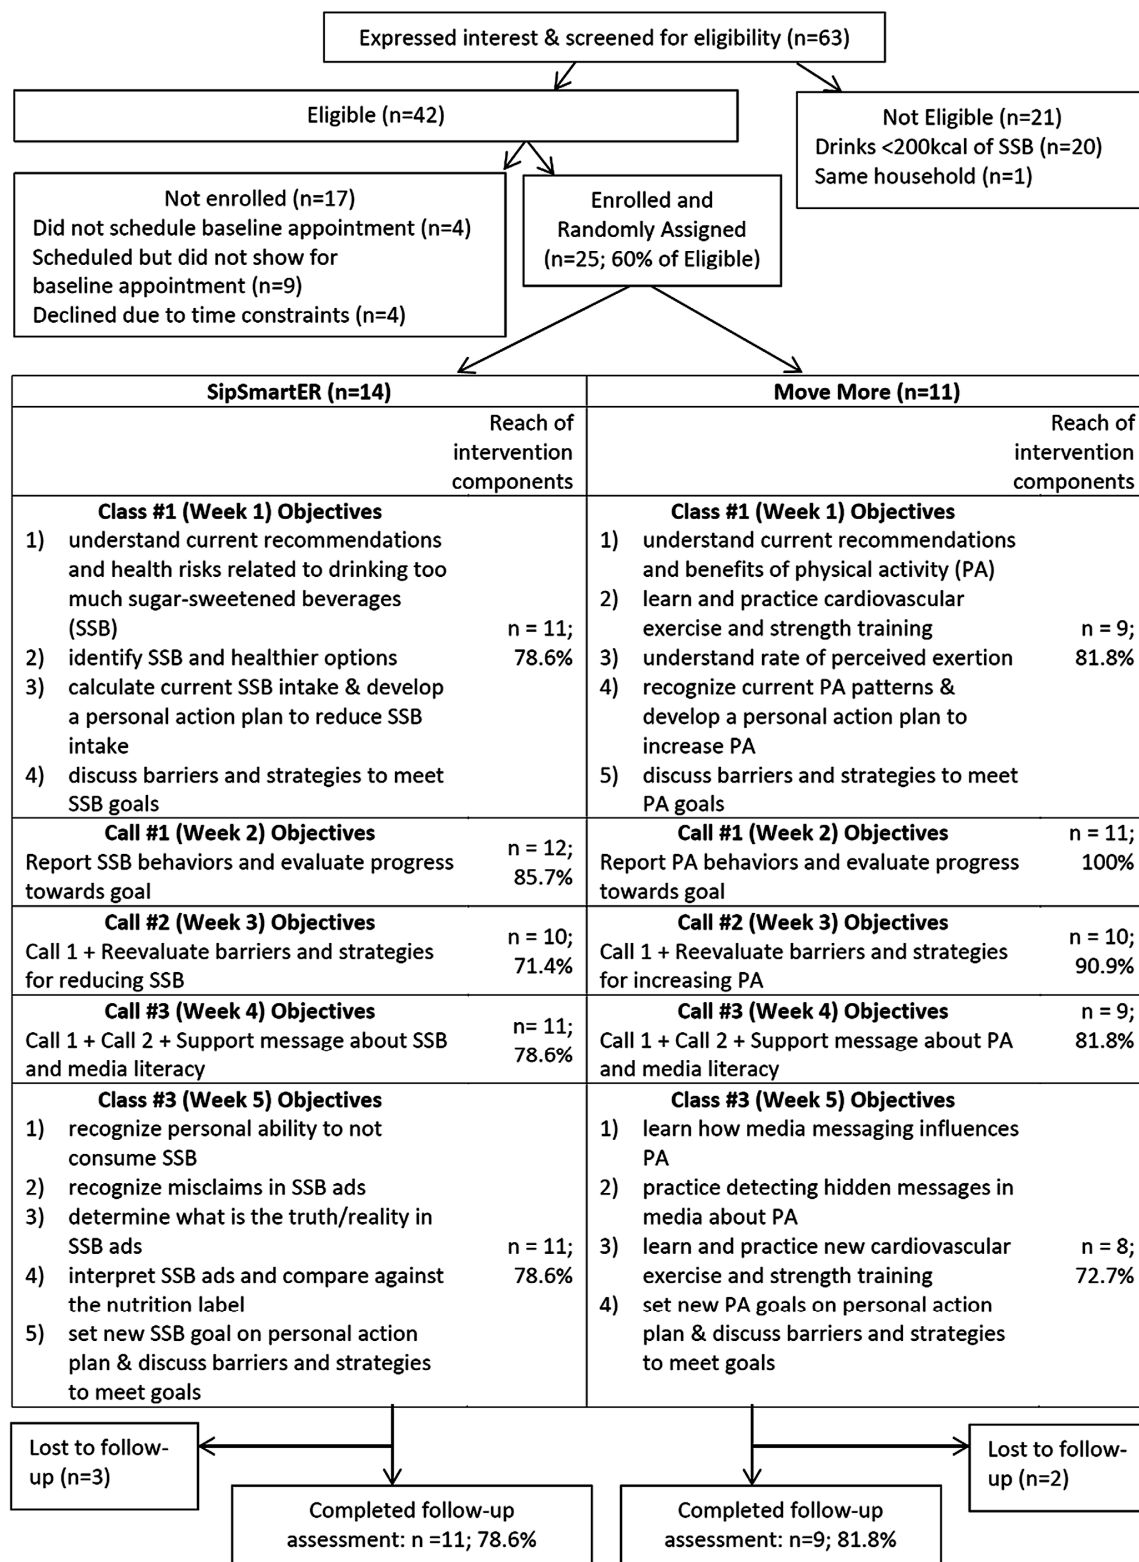 Expressed interest & screened for eligibility (n=63)
Eligible (n=42)
Not Eligible (n=21)
Drinks <200kcal of SSB (n=20)
Same household (n=1)
Not enrolled (n=17)
Did not schedule baseline appointment (n=4)
Scheduled but did not show for
baseline appointment (n=9)
Declined due to time constraints (n=4)
Enrolled and
Randomly Assigned
(n=25; 60% of Eligible)
SipSmartER (n=14)
Reach of
intervention
components
Class #1 (Week 1) Objectives
1) understand current recommendations
and health risks related to drinking too
much sugar-sweetened beverages
(SSB)
2) identify SSB and healthier options
3) calculate current SSB intake & develop
a personal action plan to reduce SSB
intake
4) discuss barriers and strategies to meet
SSB goals
n = 11;
78.6%
Call #1 (Week 2) Objectives
Report SSB behaviors and evaluate progress
towards goal
n = 12;
85.7%
Call #2 (Week 3) Objectives
Call 1 + Reevaluate barriers and strategies
for reducing SSB
n = 10;
71.4%
Call #3 (Week 4) Objectives
Call 1 + Call 2 + Support message about SSB
and media literacy
n= 11;
78.6%
Class #3 (Week 5) Objectives
1) recognize personal ability to not
consume SSB
2) recognize misclaims in SSB ads
3) determine what is the truth/reality in
SSB ads
4) interpret SSB ads and compare against
the nutrition label
5) set new SSB goal on personal action
plan & discuss barriers and strategies
to meet goals
n = 11;
78.6%
Move More (n=11)
Reach of
intervention
components
Class #1 (Week 1) Objectives
1) understand current recommendations
and benefits of physical activity (PA)
2) learn and practice cardiovascular
exercise and strength training
3) understand rate of perceived exertion
4) recognize current PA patterns &
develop a personal action plan to
increase PA
5) discuss barriers and strategies to meet
PA goals
n = 9;
81.8%
Call #1 (Week 2) Objectives
Report PA behaviors and evaluate progress
towards goal
n = 11;
100%
Call #2 (Week 3) Objectives
Call 1 + Reevaluate barriers and strategies
for increasing PA
n = 10;
90.9%
Call #3 (Week 4) Objectives
Call 1 + Call 2 + Support message about PA
and media literacy
n = 9;
81.8%
Class #3 (Week 5) Objectives
1) learn how media messaging influences
PA
2) practice detecting hidden messages in
media about PA
3) learn and practice new cardiovascular
exercise and strength training
4) set new PA goals on personal action
plan & discuss barriers and strategies
to meet goals
n = 8;
72.7%
Lost to follow-
up (n=3)
Completed follow-up
assessment: n =11; 78.6%
Completed follow-up
assessment: n=9; 81.8%
Lost to follow-
up (n=2)